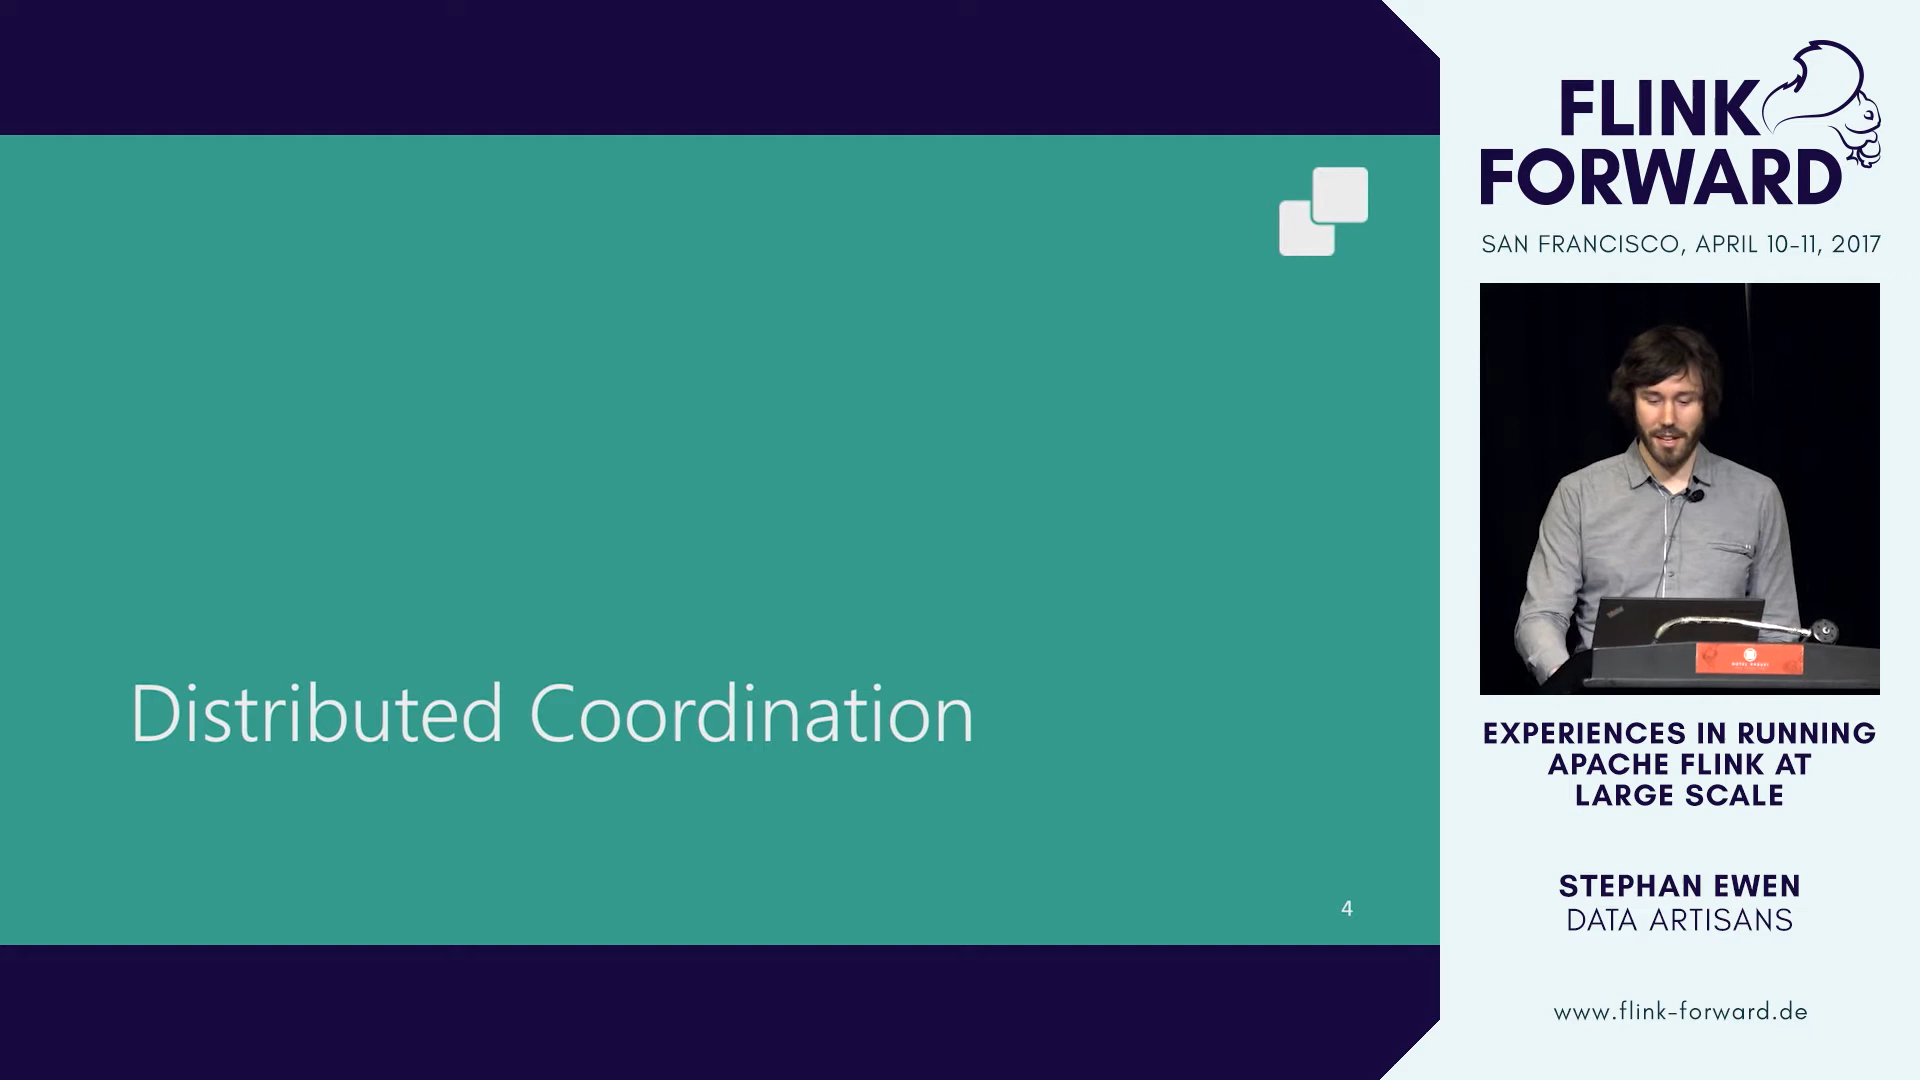 Distributed Coordination
4
FLINK
FORWARD
SAN FRANCISCO, APRIL 10-11, 2017
EXPERIENCES IN RUNNING
APACHE FLINK AT
LARGE SCALE
STEPHAN EWEN
DATA ARTISANS
www.flink-forward.de